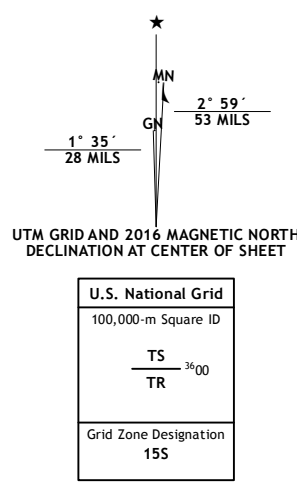 ★
MN
GN
1° 35´
28 MILS
2° 59´
53 MILS
UTM GRID AND 2016 MAGNETIC NORTH
DECLINATION AT CENTER OF SHEET
U.S. National Grid
100,000-m Square ID
TS
3600
TR
Grid Zone Designation
15S